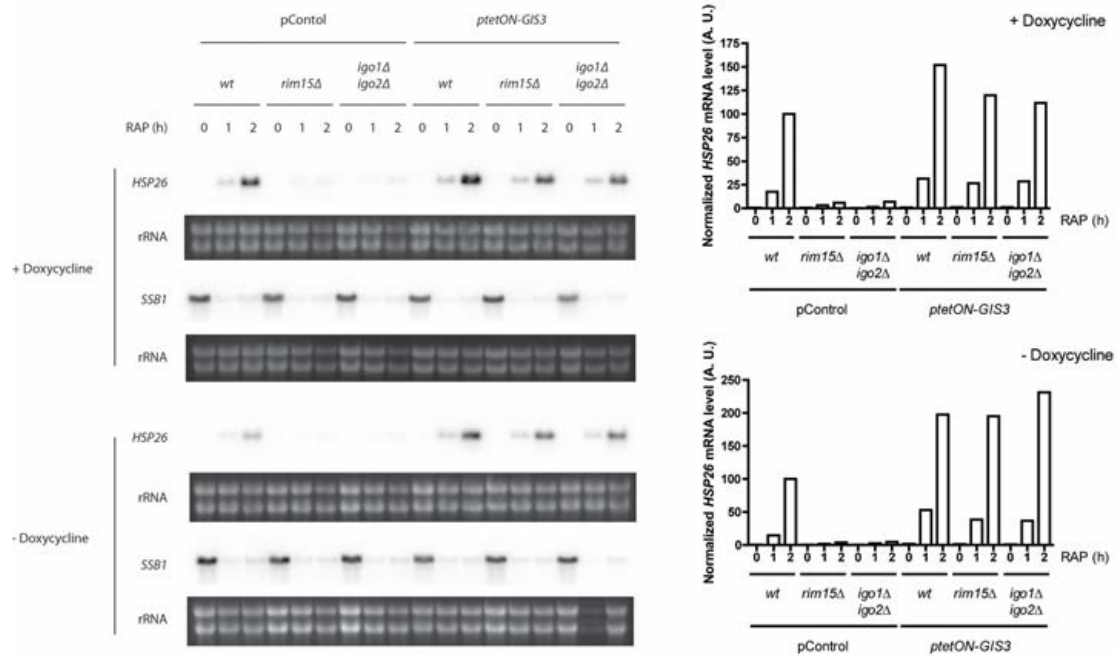 pControl ptetON-GIS3
wt rim15Δ igo1Δ igo2Δ wt rim15Δ igo1Δ igo2Δ
RAP (h) 0 1 2 0 1 2 0 1 2 0 1 2 0 1 2 0 1 2
+ Doxycycline
HSP26
rRNA
SSB1
rRNA
- Doxycycline
HSP26
rRNA
SSB1
rRNA
+ Doxycycline
Normalized HSP26 mRNA level (A. U.)
175
150
125
100
75
50
25
0
0 1 2 0 1 2 0 1 2 0 1 2 0 1 2 0 1 2 RAP (h)
wt rim15Δ igo1Δ igo2Δ wt rim15Δ igo1Δ igo2Δ
pControl ptetON-GIS3
- Doxycycline
Normalized HSP26 mRNA level (A. U.)
250
200
150
100
50
0
0 1 2 0 1 2 0 1 2 0 1 2 0 1 2 0 1 2 RAP (h)
wt rim15Δ igo1Δ igo2Δ wt rim15Δ igo1Δ igo2Δ
pControl ptetON-GIS3